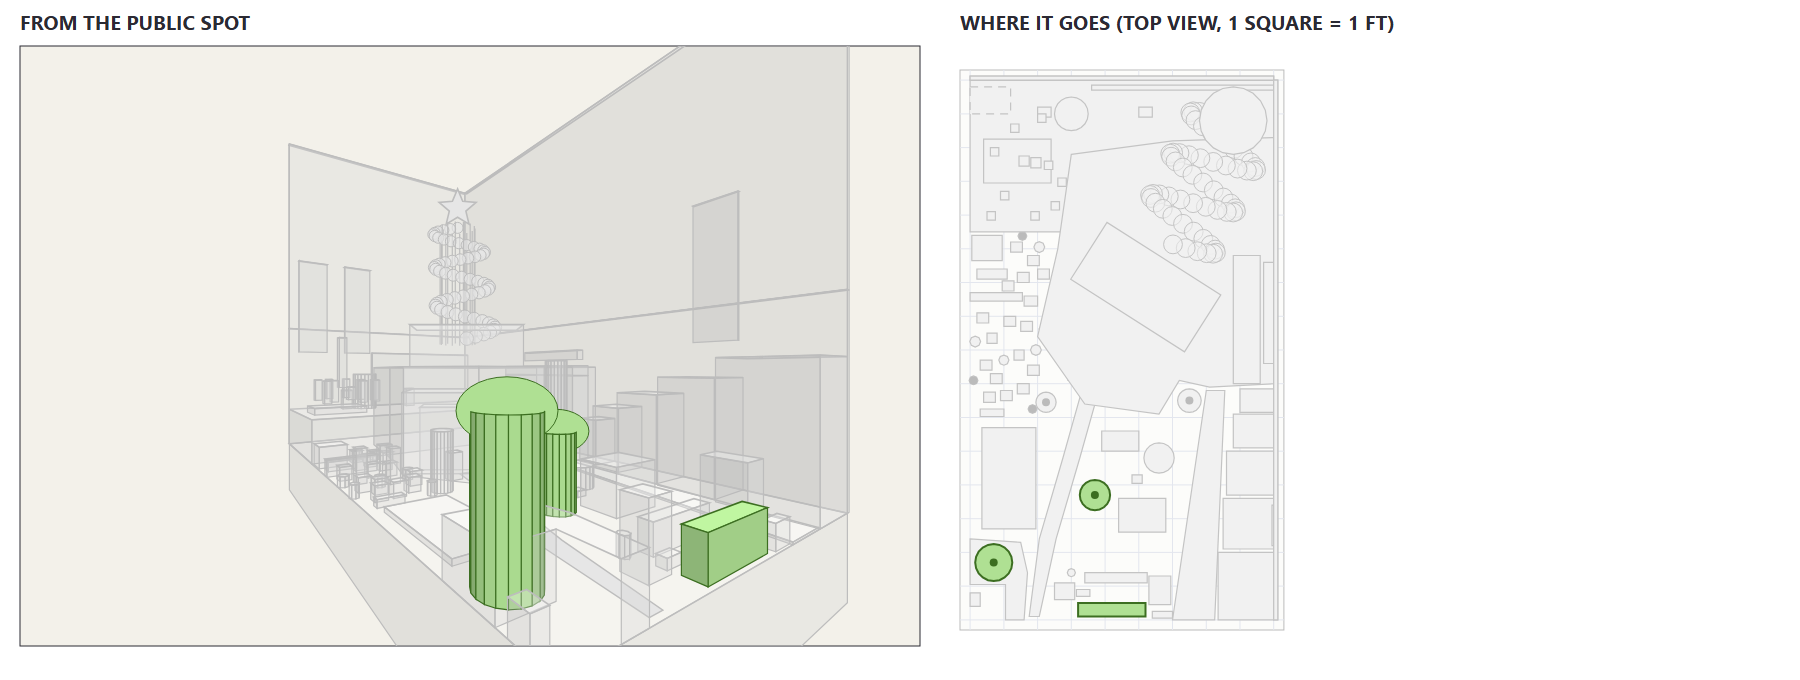 FROM THE PUBLIC SPOT
WHERE IT GOES (TOP VIEW, 1 SQUARE = 1 FT)